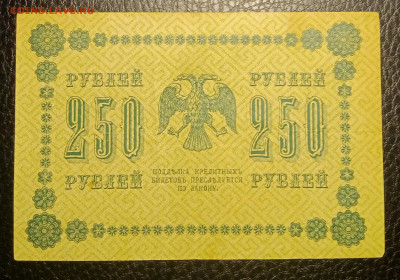 РУБЛЕЙ РУБЛЕЙ
250 250
РУБЛЕЙ РУБЛЕЙ
ПОДДѢЛКА КРЕДИТНЫХЪ
БИЛЕТОВЪ ПРЕСЛѢДУЕТСЯ
ПО ЗАКОНУ.